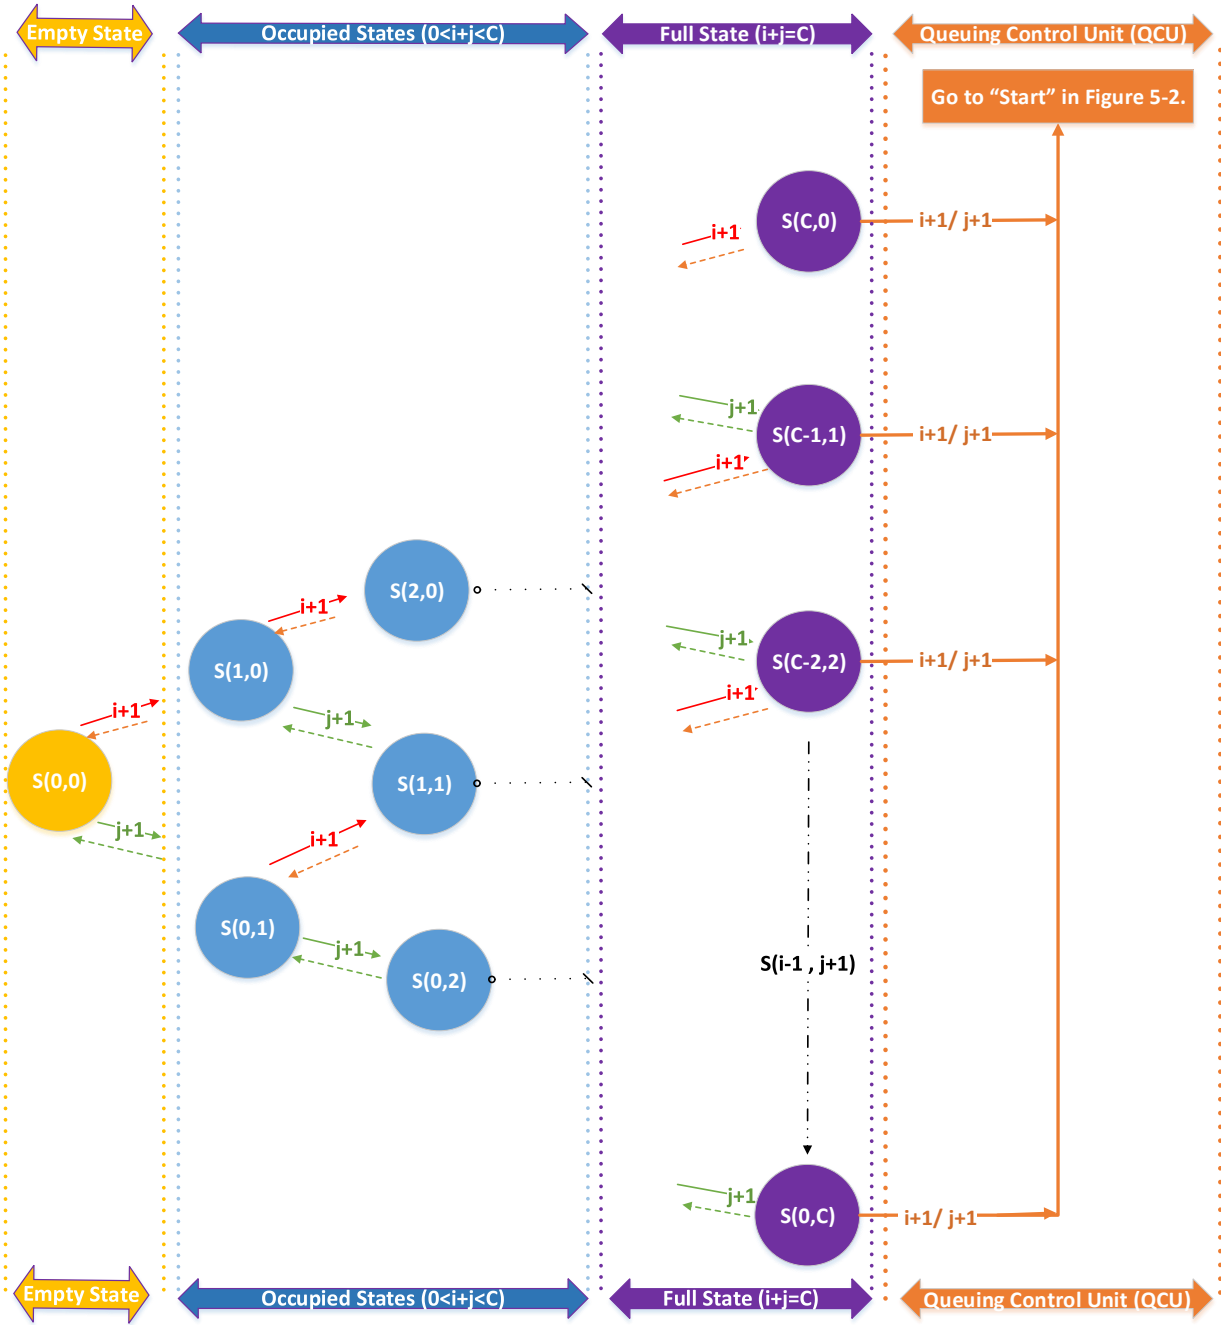 Empty State
Occupied States (0<i+j<C)
Full State (i+j=C)
Queuing Control Unit (QCU)
Go to “Start” in Figure 5-2.
S(C,0)
i+1
i+1/ j+1
j+1
S(C-1,1)
i+1
i+1/ j+1
S(2,0)
i+1
S(1,0)
j+1
S(C-2,2)
i+1
i+1/ j+1
i+1
j+1
S(0,0)
S(1,1)
j+1
i+1
S(0,1)
j+1
S(0,2)
S(i-1 , j+1)
j+1
S(0,C)
i+1/ j+1
Empty State
Occupied States (0<i+j<C)
Full State (i+j=C)
Queuing Control Unit (QCU)